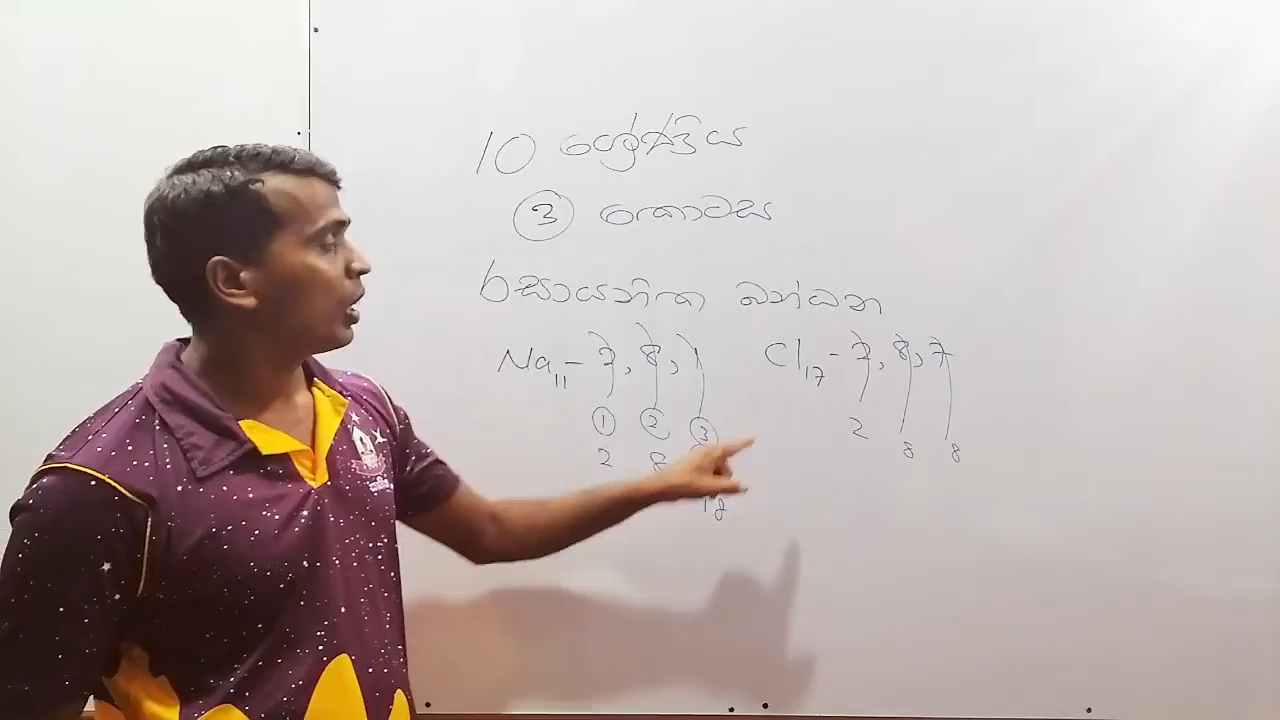 10 ශ්‍රේණිය
3 කොටස
රසායනික බන්ධන
Na11 - 2, 8, 1 Cl17 - 2, 8, 7
1 2 3 2
2 8 8 8
18